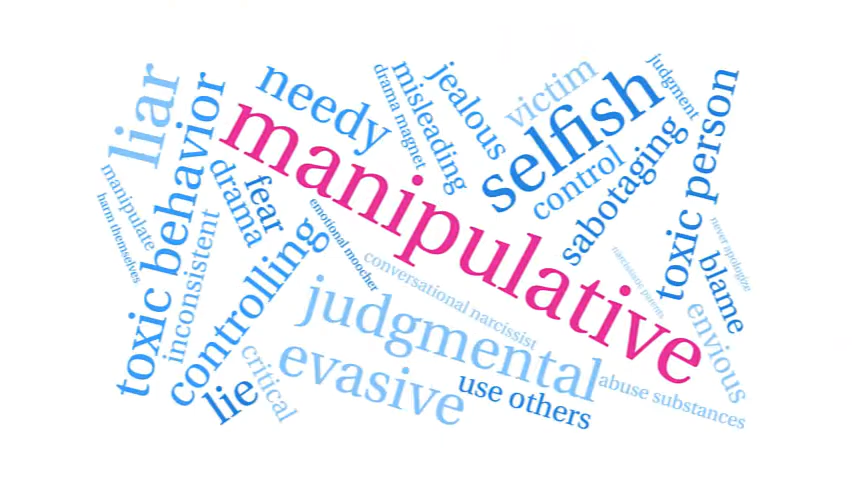 liar
needy
drama magnet
misleading
jealous
victim
selfish
judgment
toxic person
manipulative
toxic behavior
drama
fear
control
sabotaging
manipulate
harm themselves
inconsistent
controlling
emotional moocher
conversational narcissist
narcissistic parents
never apologize
blame
envious
judgmental
evasive
critical
lie
use others
abuse substances